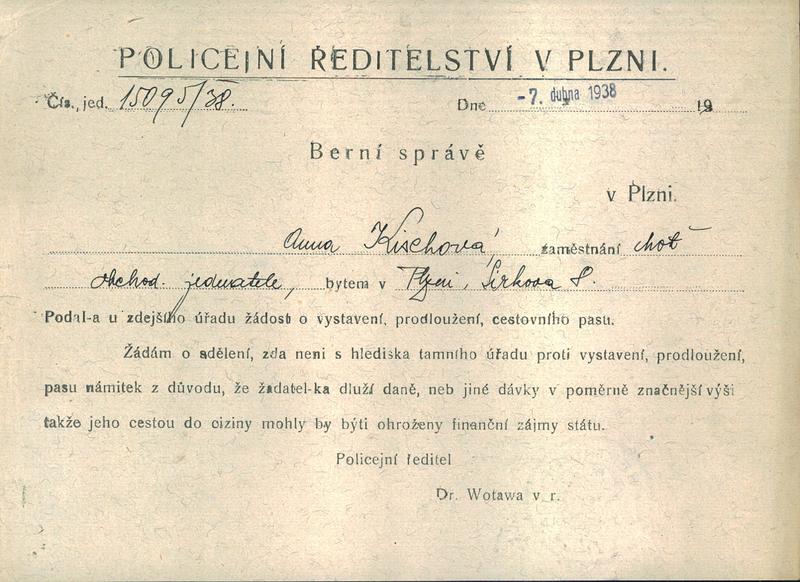 POLICEJNÍ ŘEDITELSTVÍ V PLZNI.
Čís. jed. 15095/38. Dne -7. dubna 1938 19
Berní správě
v Plzni.
Anna Kischová, zaměstnání choť
obchod. jednatele, bytem v Plzni, Sirkova 8.
Podal-a u zdejšího úřadu žádost o vystavení, prodloužení, cestovního pasu.
Žádám o sdělení, zda neni s hlediska tamního úřadu proti vystavení, prodloužení,
pasu námitek z důvodu, že žadatel-ka dluží daně, neb jiné dávky v poměrně značnější výši
takže jeho cestou do ciziny mohly by býti ohroženy finanční zájmy státu.
Policejní ředitel
Dr. Wotawa v r.